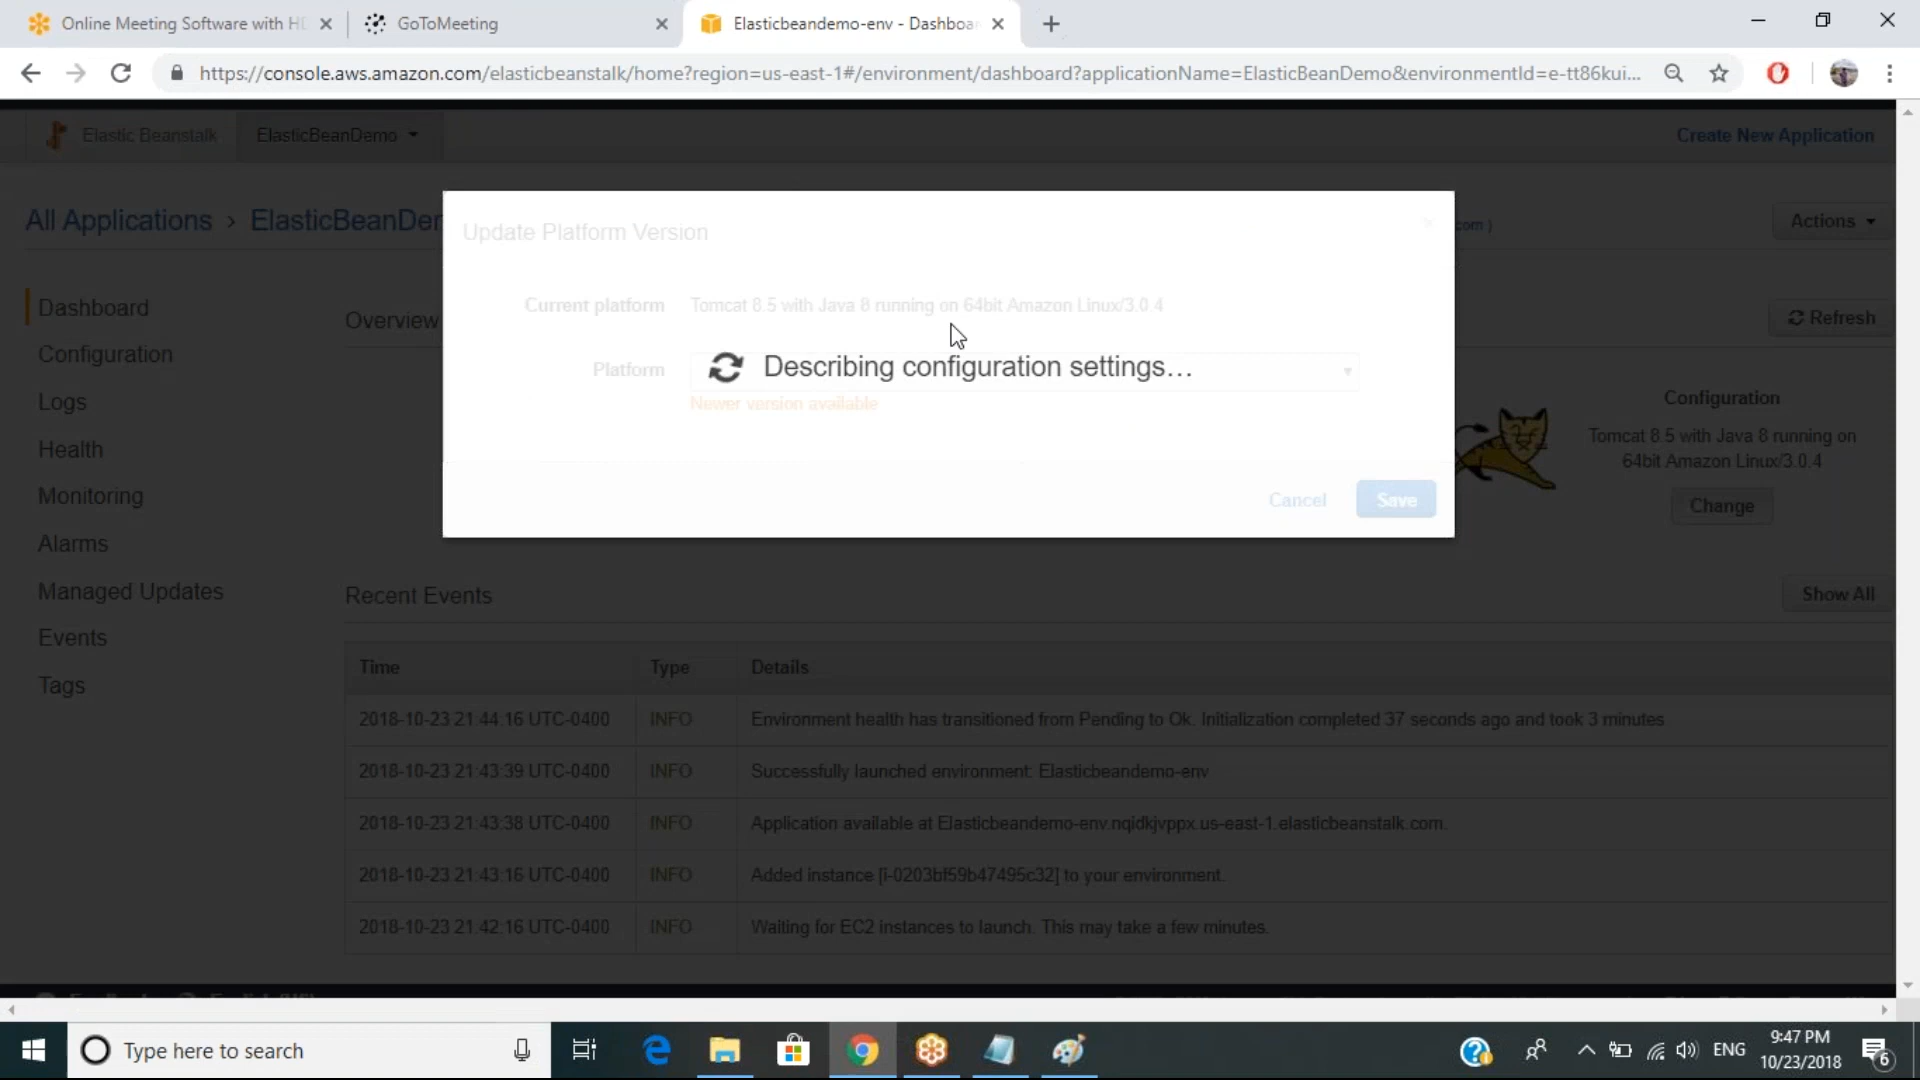 Online Meeting Software with HD
GoToMeeting
Elasticbeandemo-env - Dashboar
https://console.aws.amazon.com/elasticbeanstalk/home?region=us-east-1#/environment/dashboard?applicationName=ElasticBeanDemo&environmentId=e-tt86kui...
Elastic Beanstalk
ElasticBeanDemo
Create New Application
All Applications › ElasticBeanDe
com )
Actions
Update Platform Version
Current platform
Tomcat 8.5 with Java 8 running on 64bit Amazon Linux/3.0.4
Platform
Describing configuration settings...
Newer version available
Cancel
Save
Dashboard
Configuration
Logs
Health
Monitoring
Alarms
Managed Updates
Events
Tags
Overview
Refresh
Configuration
Tomcat 8.5 with Java 8 running on
64bit Amazon Linux/3.0.4
Change
Recent Events
Show All
Time Type Details
2018-10-23 21:44:16 UTC-0400 INFO Environment health has transitioned from Pending to Ok. Initialization completed 37 seconds ago and took 3 minutes
2018-10-23 21:43:39 UTC-0400 INFO Successfully launched environment: Elasticbeandemo-env
2018-10-23 21:43:38 UTC-0400 INFO Application available at Elasticbeandemo-env.nqidkjvppx.us-east-1.elasticbeanstalk.com.
2018-10-23 21:43:16 UTC-0400 INFO Added instance [i-0203bf59b47495c32] to your environment.
2018-10-23 21:42:16 UTC-0400 INFO Waiting for EC2 instances to launch. This may take a few minutes.
Type here to search
ENG
9:47 PM
10/23/2018
6